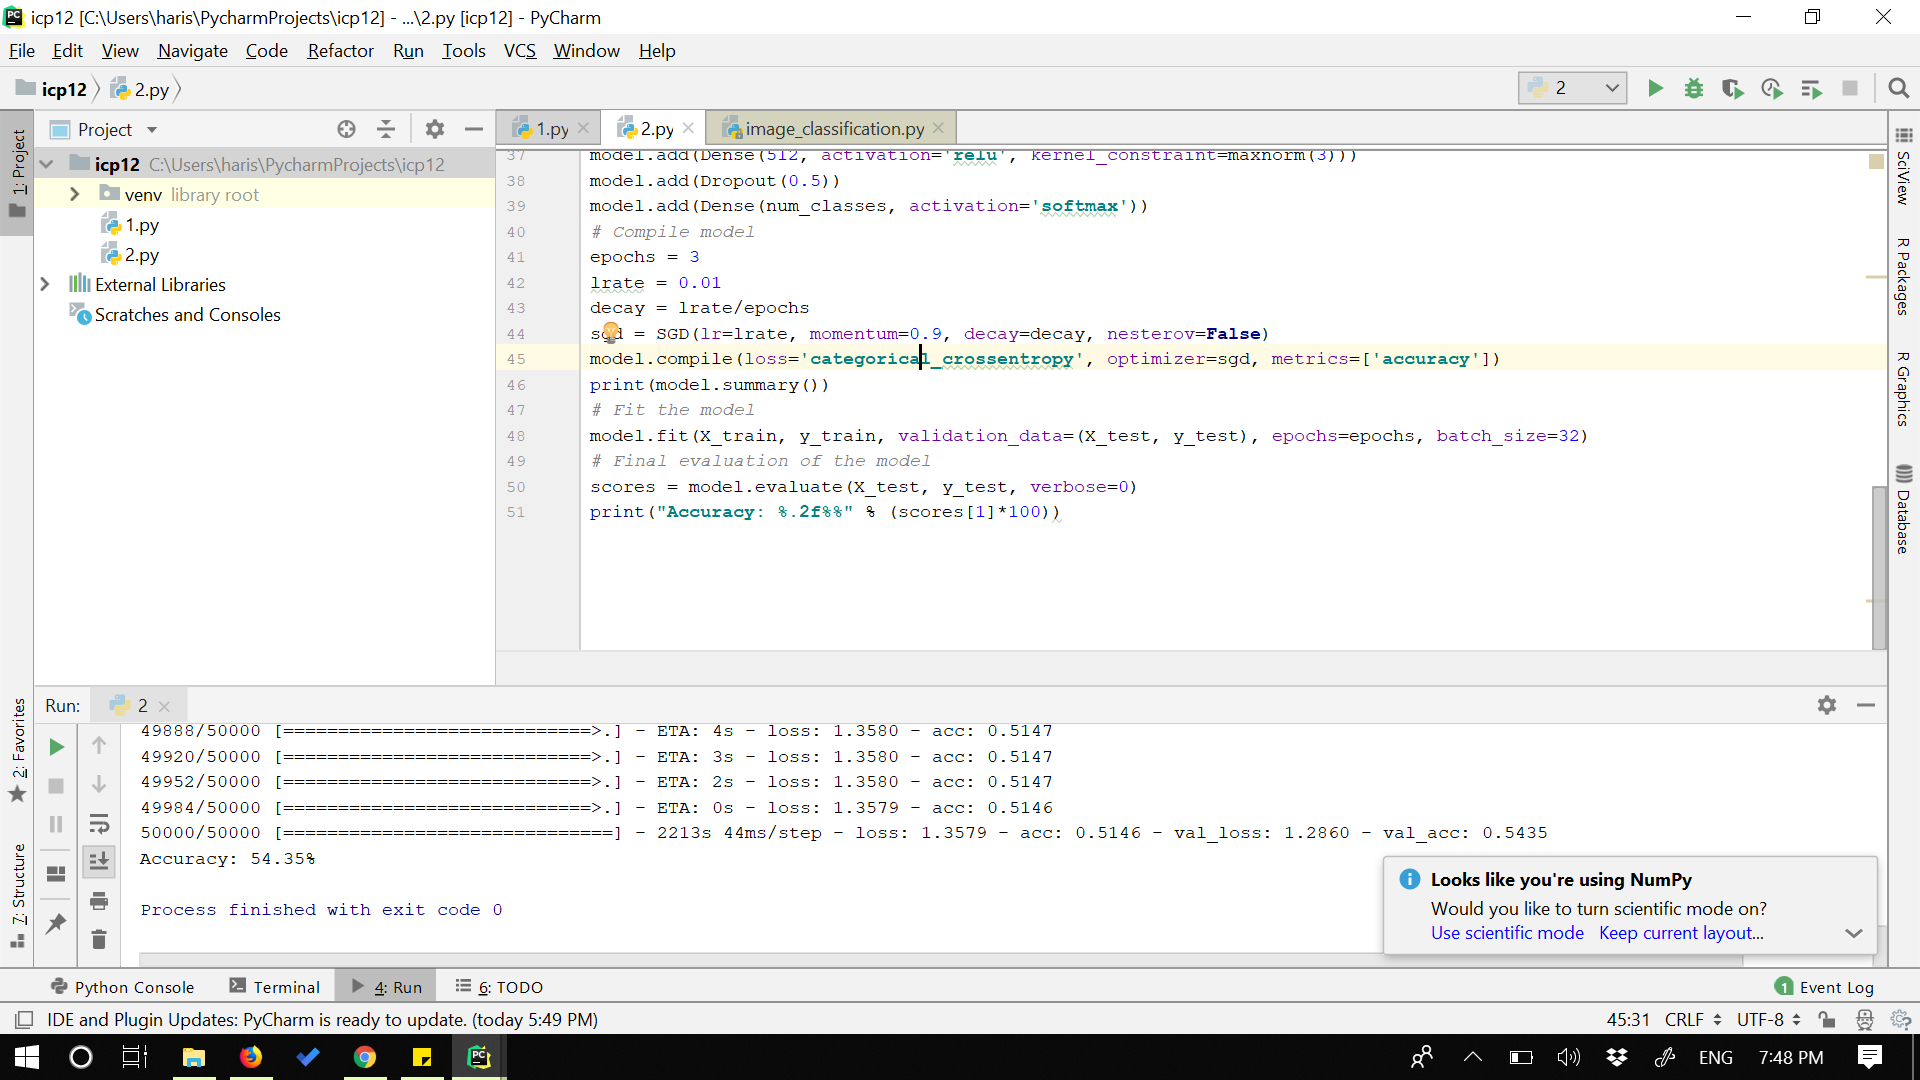 icp12 [C:\Users\haris\PycharmProjects\icp12] - ...\2.py [icp12] - PyCharm
File Edit View Navigate Code Refactor Run Tools VCS Window Help
icp12 2.py 2
Project
1.py 2.py image_classification.py
icp12 C:\Users\haris\PycharmProjects\icp12
venv library root
1.py
2.py
External Libraries
Scratches and Consoles
37 model.add(Dense(512, activation='relu', kernel_constraint=maxnorm(3)))
38 model.add(Dropout(0.5))
39 model.add(Dense(num_classes, activation='softmax'))
40 # Compile model
41 epochs = 3
42 lrate = 0.01
43 decay = lrate/epochs
44 sgd = SGD(lr=lrate, momentum=0.9, decay=decay, nesterov=False)
45 model.compile(loss='categorical_crossentropy', optimizer=sgd, metrics=['accuracy'])
46 print(model.summary())
47 # Fit the model
48 model.fit(X_train, y_train, validation_data=(X_test, y_test), epochs=epochs, batch_size=32)
49 # Final evaluation of the model
50 scores = model.evaluate(X_test, y_test, verbose=0)
51 print("Accuracy: %.2f%%" % (scores[1]*100))
1: Project
2: Favorites
7: Structure
SciView
R Packages
R Graphics
Database
Run: 2
49888/50000 [============================>.] - ETA: 4s - loss: 1.3580 - acc: 0.5147
49920/50000 [============================>.] - ETA: 3s - loss: 1.3580 - acc: 0.5147
49952/50000 [============================>.] - ETA: 2s - loss: 1.3580 - acc: 0.5147
49984/50000 [============================>.] - ETA: 0s - loss: 1.3579 - acc: 0.5146
50000/50000 [==============================] - 2213s 44ms/step - loss: 1.3579 - acc: 0.5146 - val_loss: 1.2860 - val_acc: 0.5435
Accuracy: 54.35%
Process finished with exit code 0
Looks like you're using NumPy
Would you like to turn scientific mode on?
Use scientific mode Keep current layout...
Python Console Terminal 4: Run 6: TODO 1 Event Log
IDE and Plugin Updates: PyCharm is ready to update. (today 5:49 PM) 45:31 CRLF UTF-8
PC ENG 7:48 PM